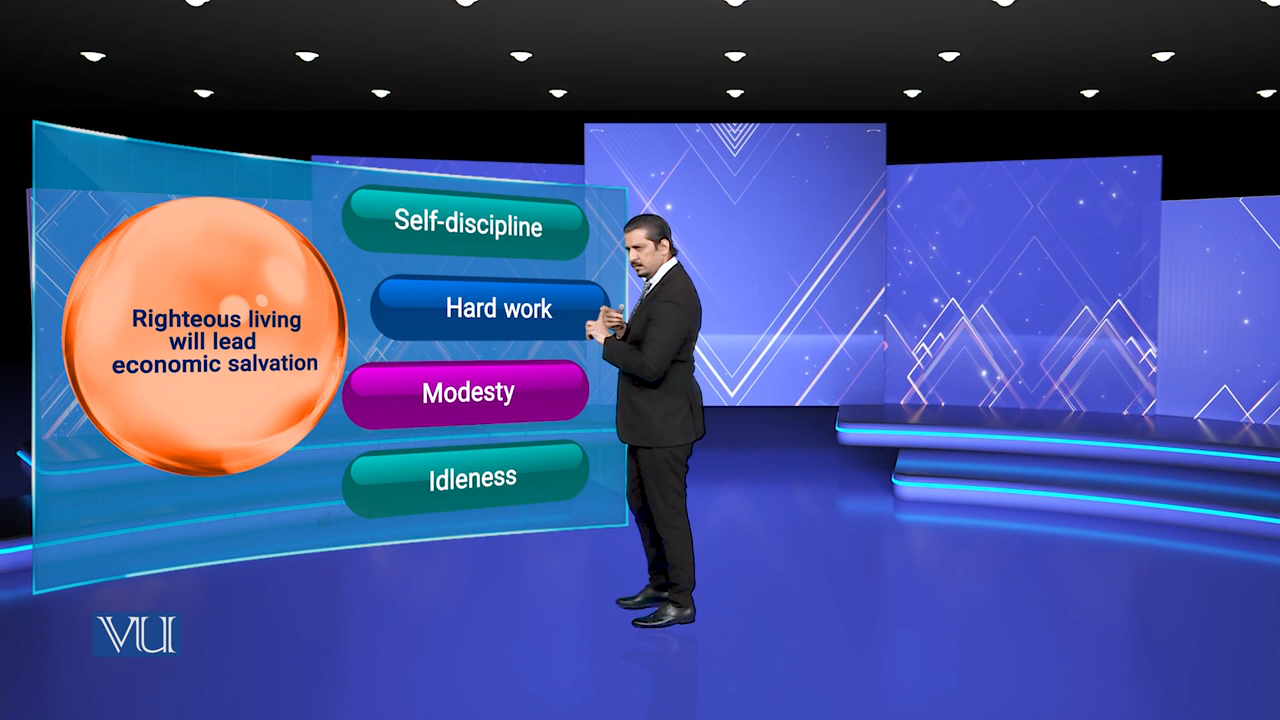 Righteous living
will lead
economic salvation
Self-discipline
Hard work
Modesty
Idleness
VU